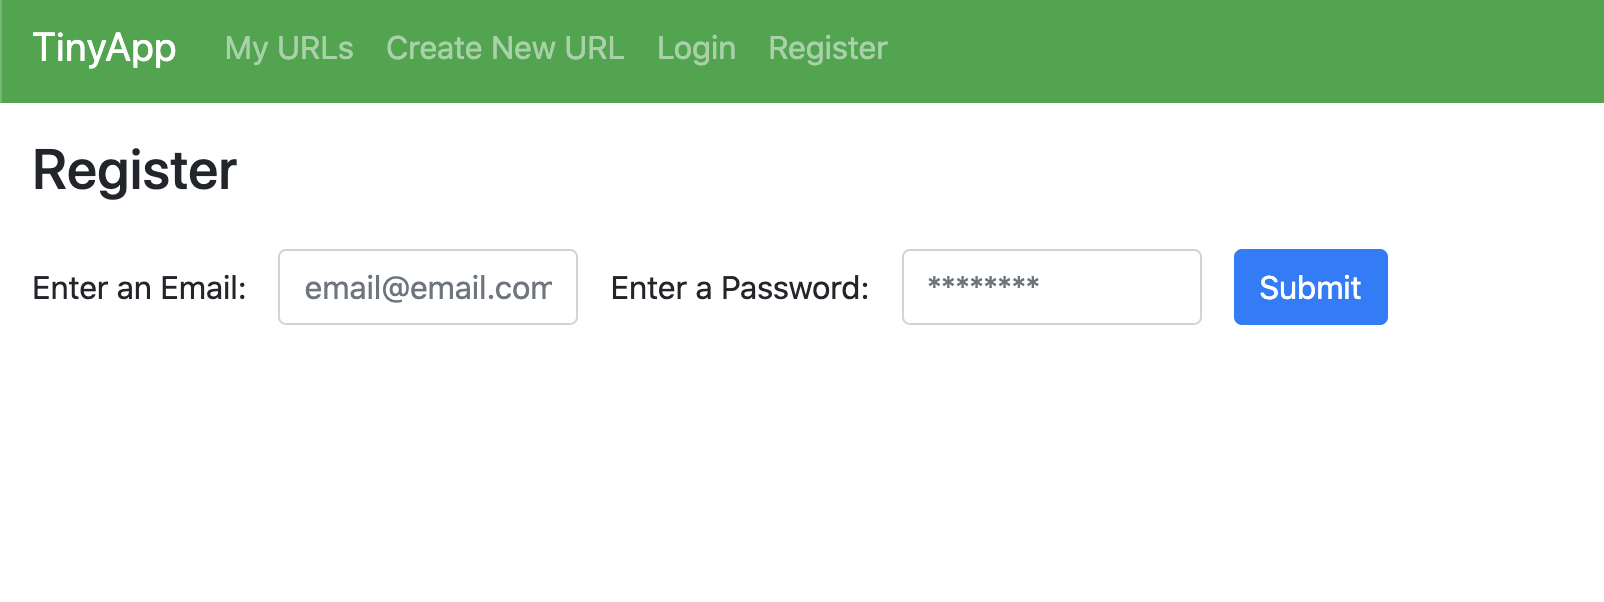 TinyApp My URLs Create New URL Login Register
Register
Enter an Email: email@email.com Enter a Password: ******** Submit